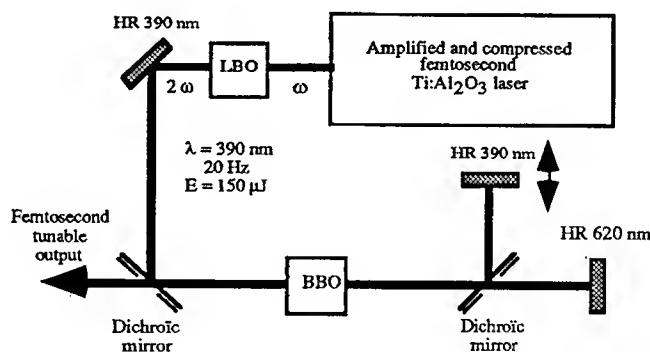 HR 390 nm
Amplified and compressed
femtosecond
Ti:Al2O3 laser
LBO
2 ω
ω
λ = 390 nm
20 Hz
E = 150 µJ
HR 390 nm
Femtosecond
tunable
output
HR 620 nm
BBO
Dichroïc
mirror
Dichroïc
mirror